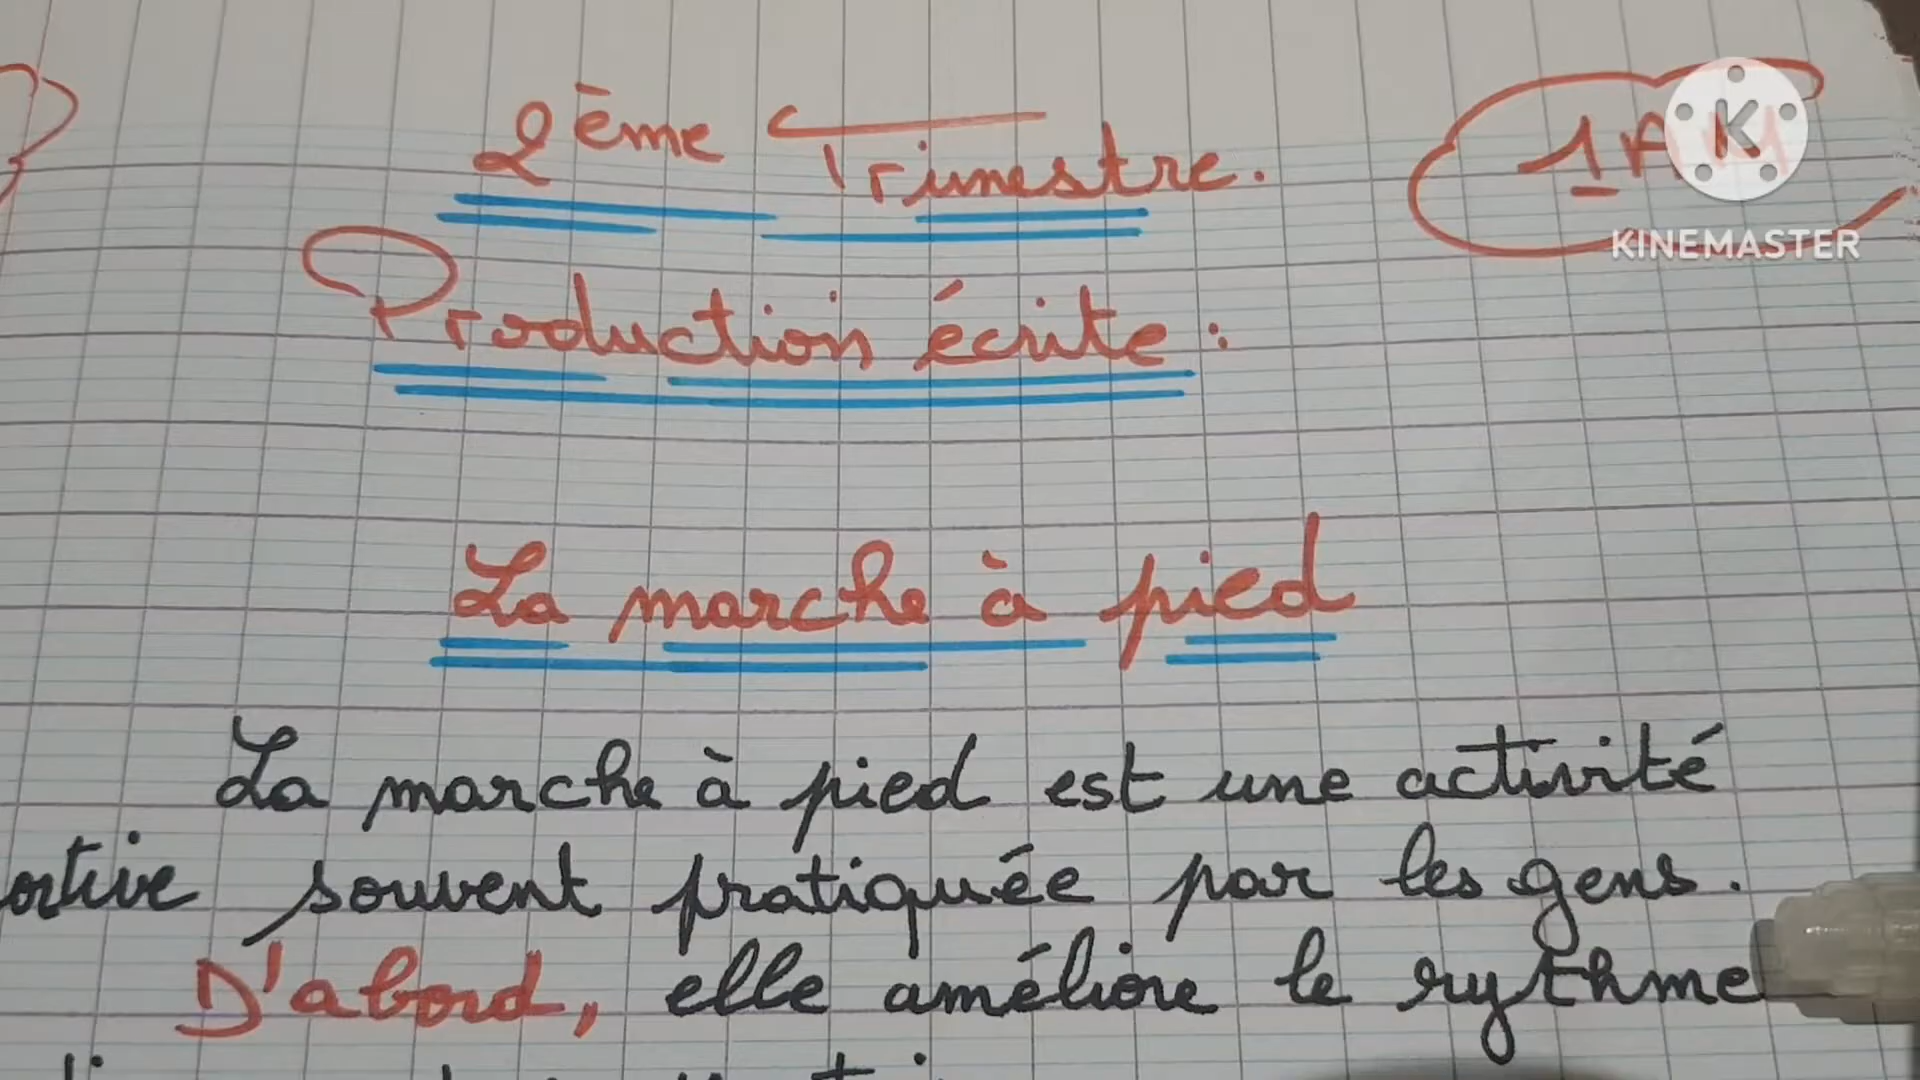 2ème Trimestre.
1AM
KINEMASTER
Production écrite :
La marche à pied
La marche à pied est une activité
ortive souvent pratiquée par les gens.
D'abord, elle améliore le rythme